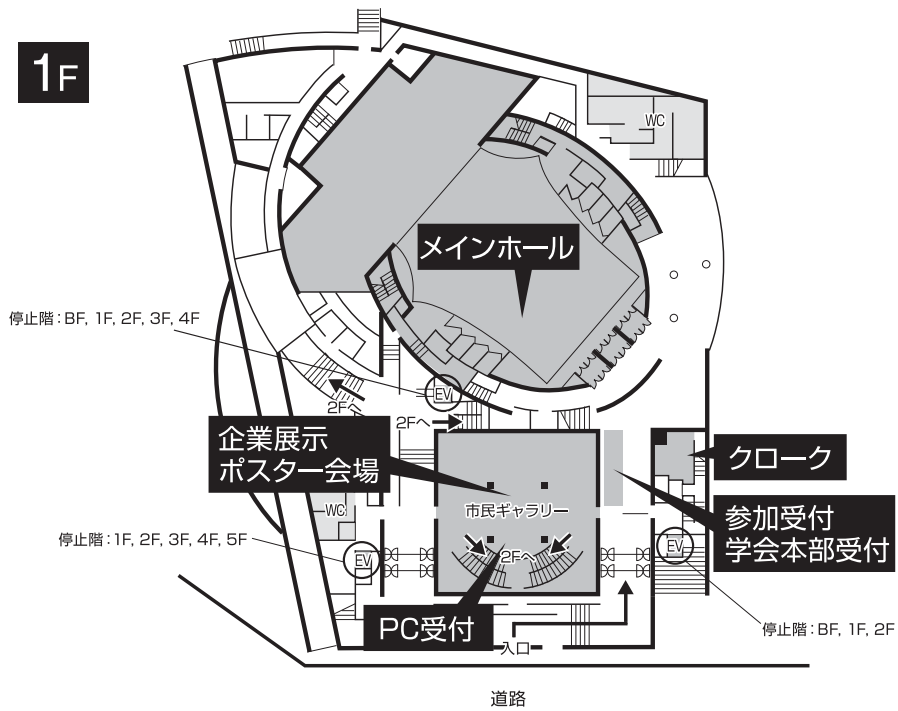 1F
WC
メインホール
停止階：BF, 1F, 2F, 3F, 4F
EV
2Fへ
2Fへ
企業展示
ポスター会場
クローク
市民ギャラリー
WC
参加受付
学会本部受付
停止階：1F, 2F, 3F, 4F, 5F
EV
2Fへ
EV
PC受付
停止階：BF, 1F, 2F
入口
道路